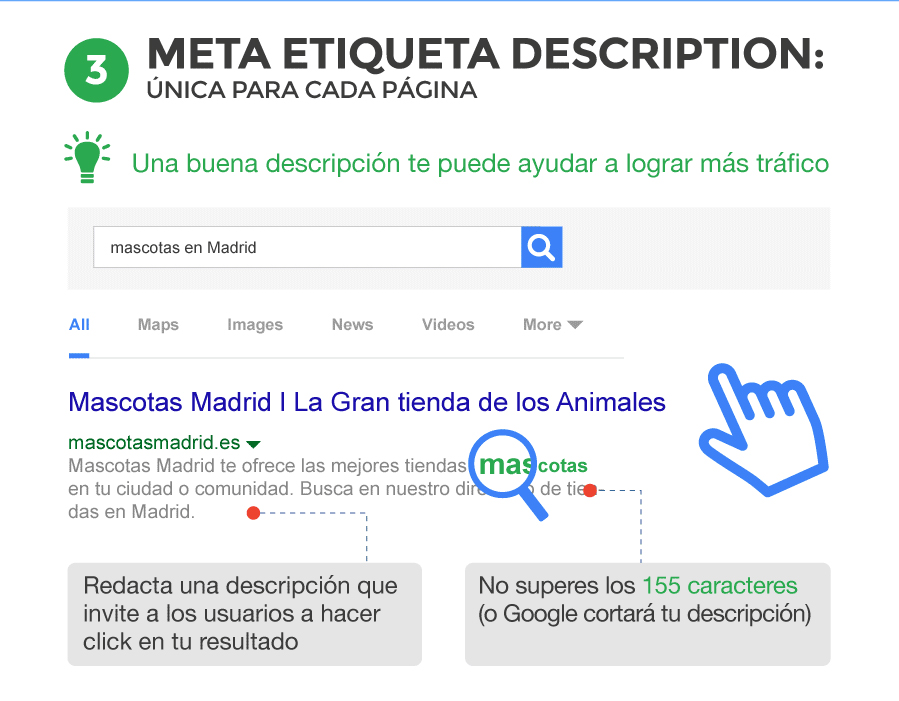 3
META ETIQUETA DESCRIPTION:
ÚNICA PARA CADA PÁGINA
Una buena descripción te puede ayudar a lograr más tráfico
mascotas en Madrid
All Maps Images News Videos More
Mascotas Madrid I La Gran tienda de los Animales
mascotasmadrid.es
Mascotas Madrid te ofrece las mejores tiendas mascotas
en tu ciudad o comunidad. Busca en nuestro de
das en Madrid.
Redacta una descripción que
invite a los usuarios a hacer
click en tu resultado
No superes los 155 caracteres
(o Google cortará tu descripción)